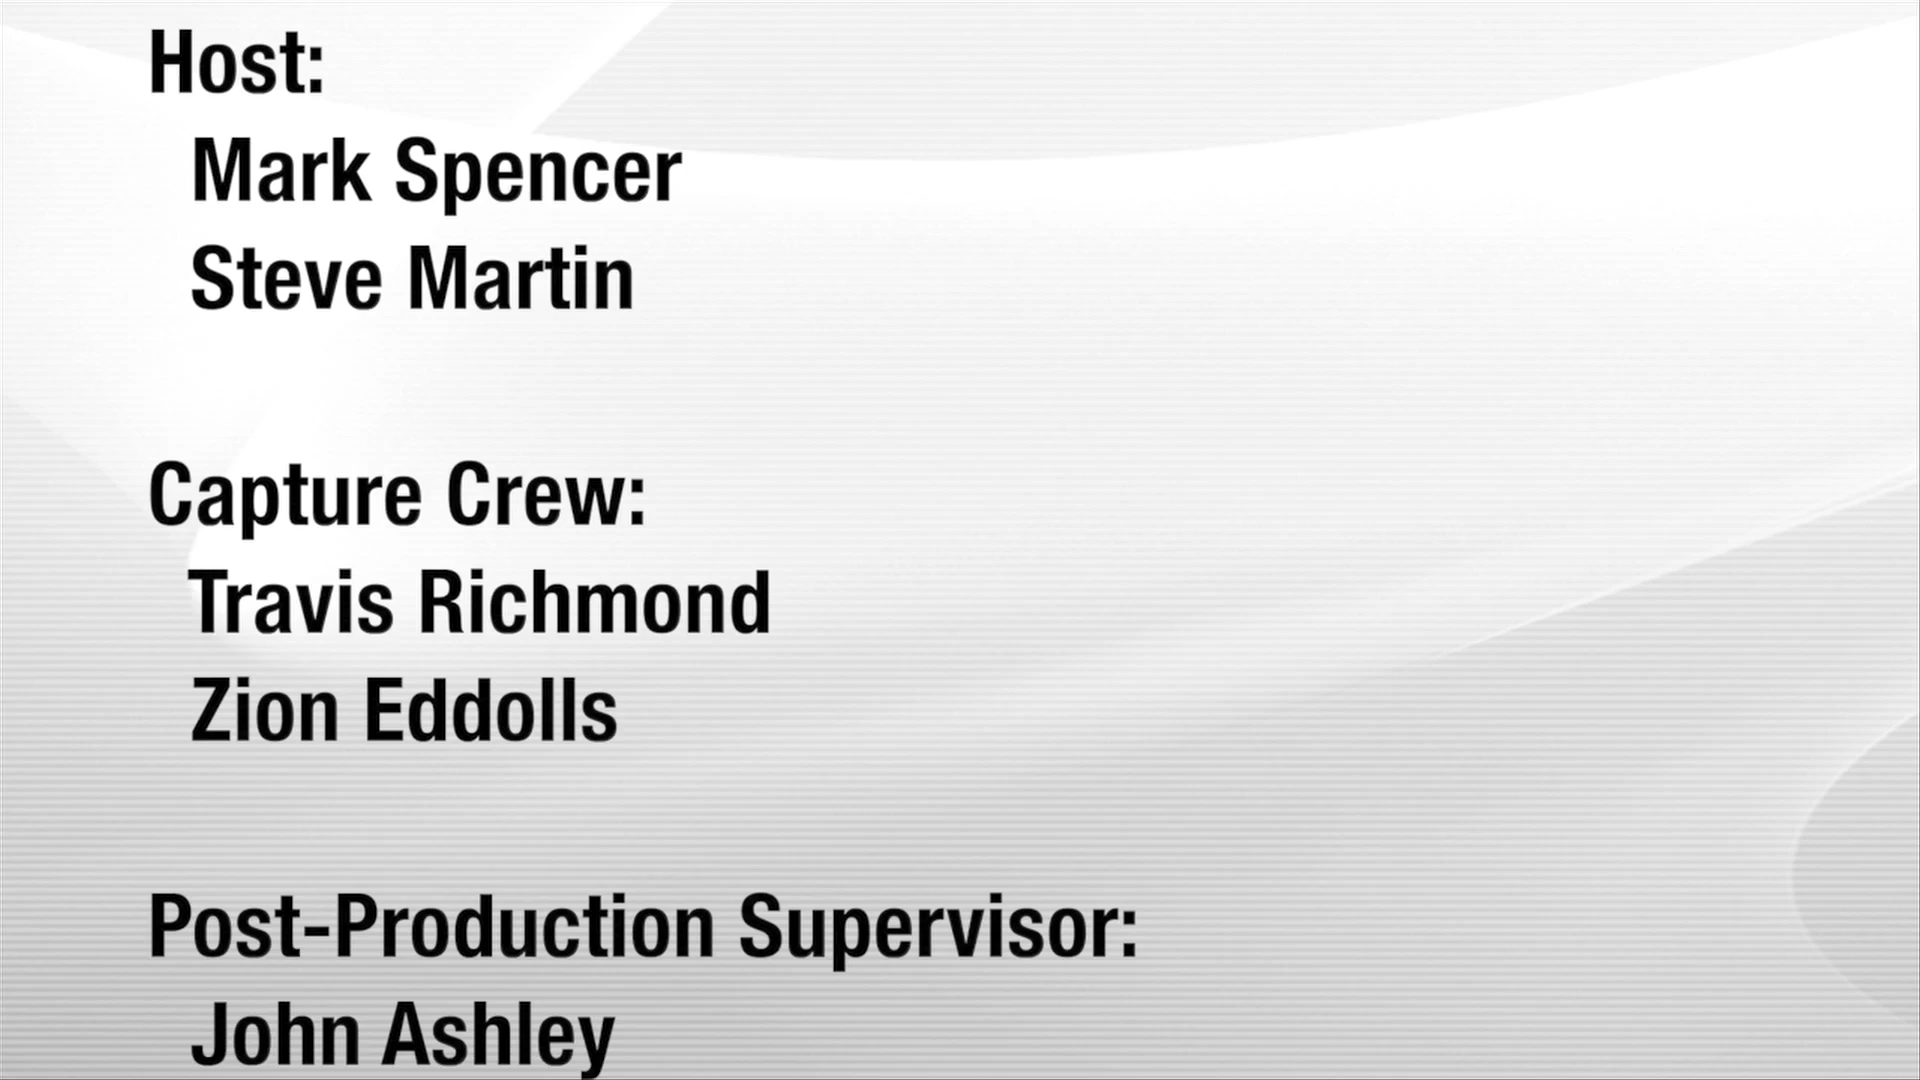 Host:
Mark Spencer
Steve Martin
Capture Crew:
Travis Richmond
Zion Eddolls
Post-Production Supervisor:
John Ashley